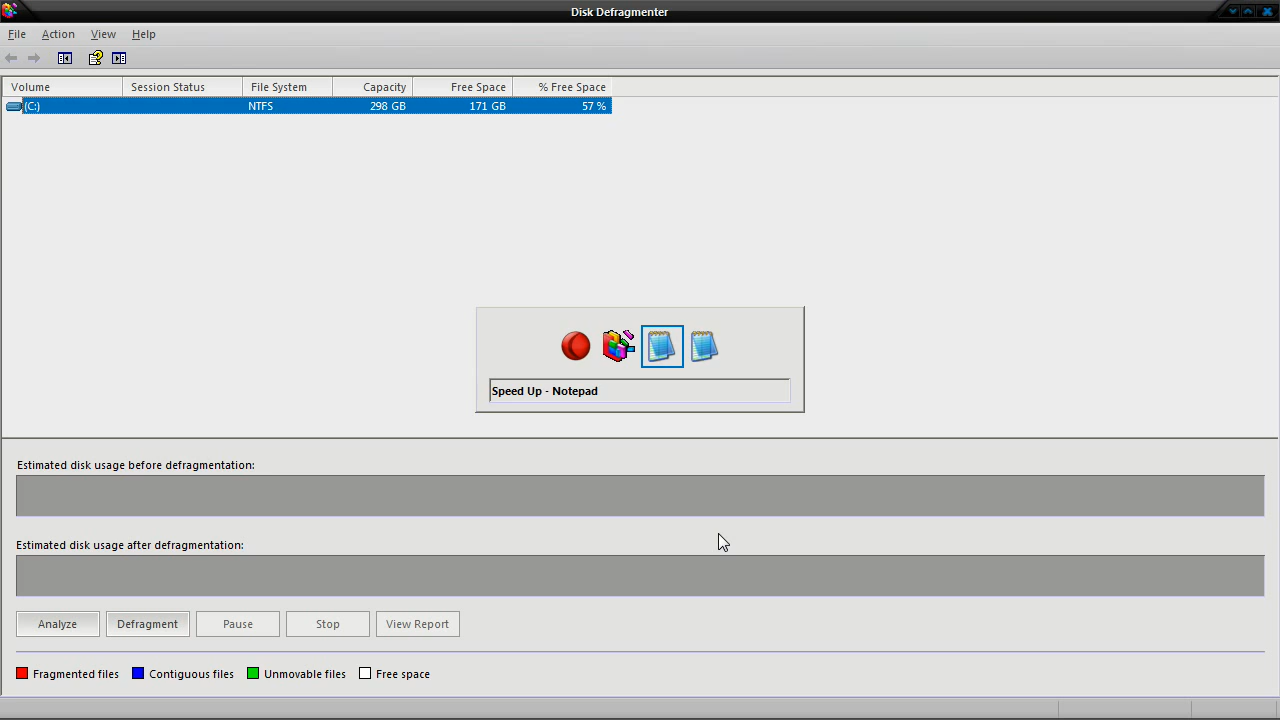 Disk Defragmenter
File Action View Help
Volume Session Status File System Capacity Free Space % Free Space
(C:) NTFS 298 GB 171 GB 57 %
Speed Up - Notepad
Estimated disk usage before defragmentation:
Estimated disk usage after defragmentation:
Analyze Defragment Pause Stop View Report
Fragmented files Contiguous files Unmovable files Free space